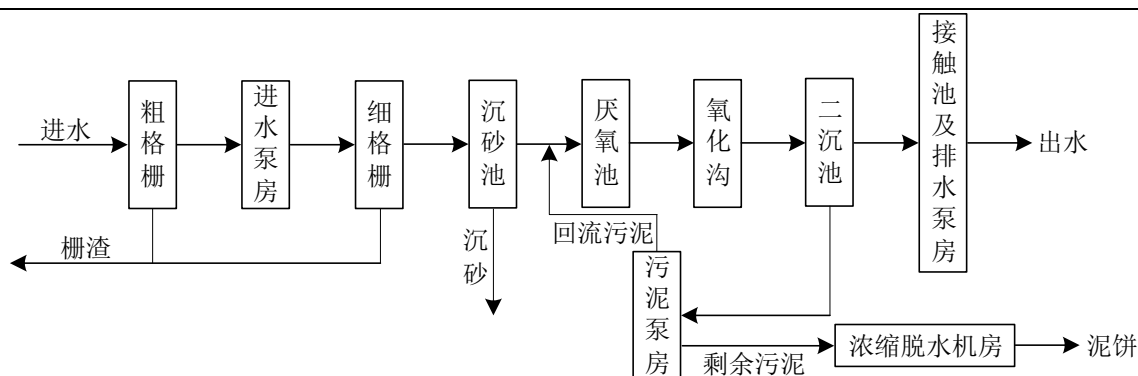 进水
粗格栅
进水泵房
细格栅
沉砂池
厌氧池
氧化沟
二沉池
接触池及排水泵房
出水
栅渣
沉砂
回流污泥
污泥泵房
剩余污泥
浓缩脱水机房
泥饼